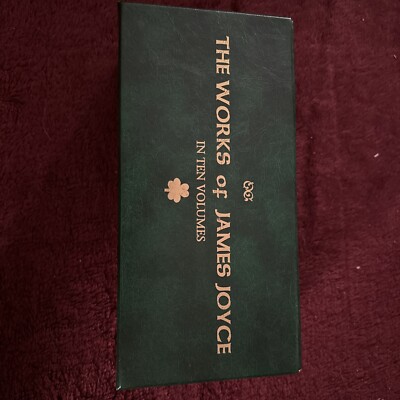 THE WORKS of JAMES JOYCE
IN TEN VOLUMES